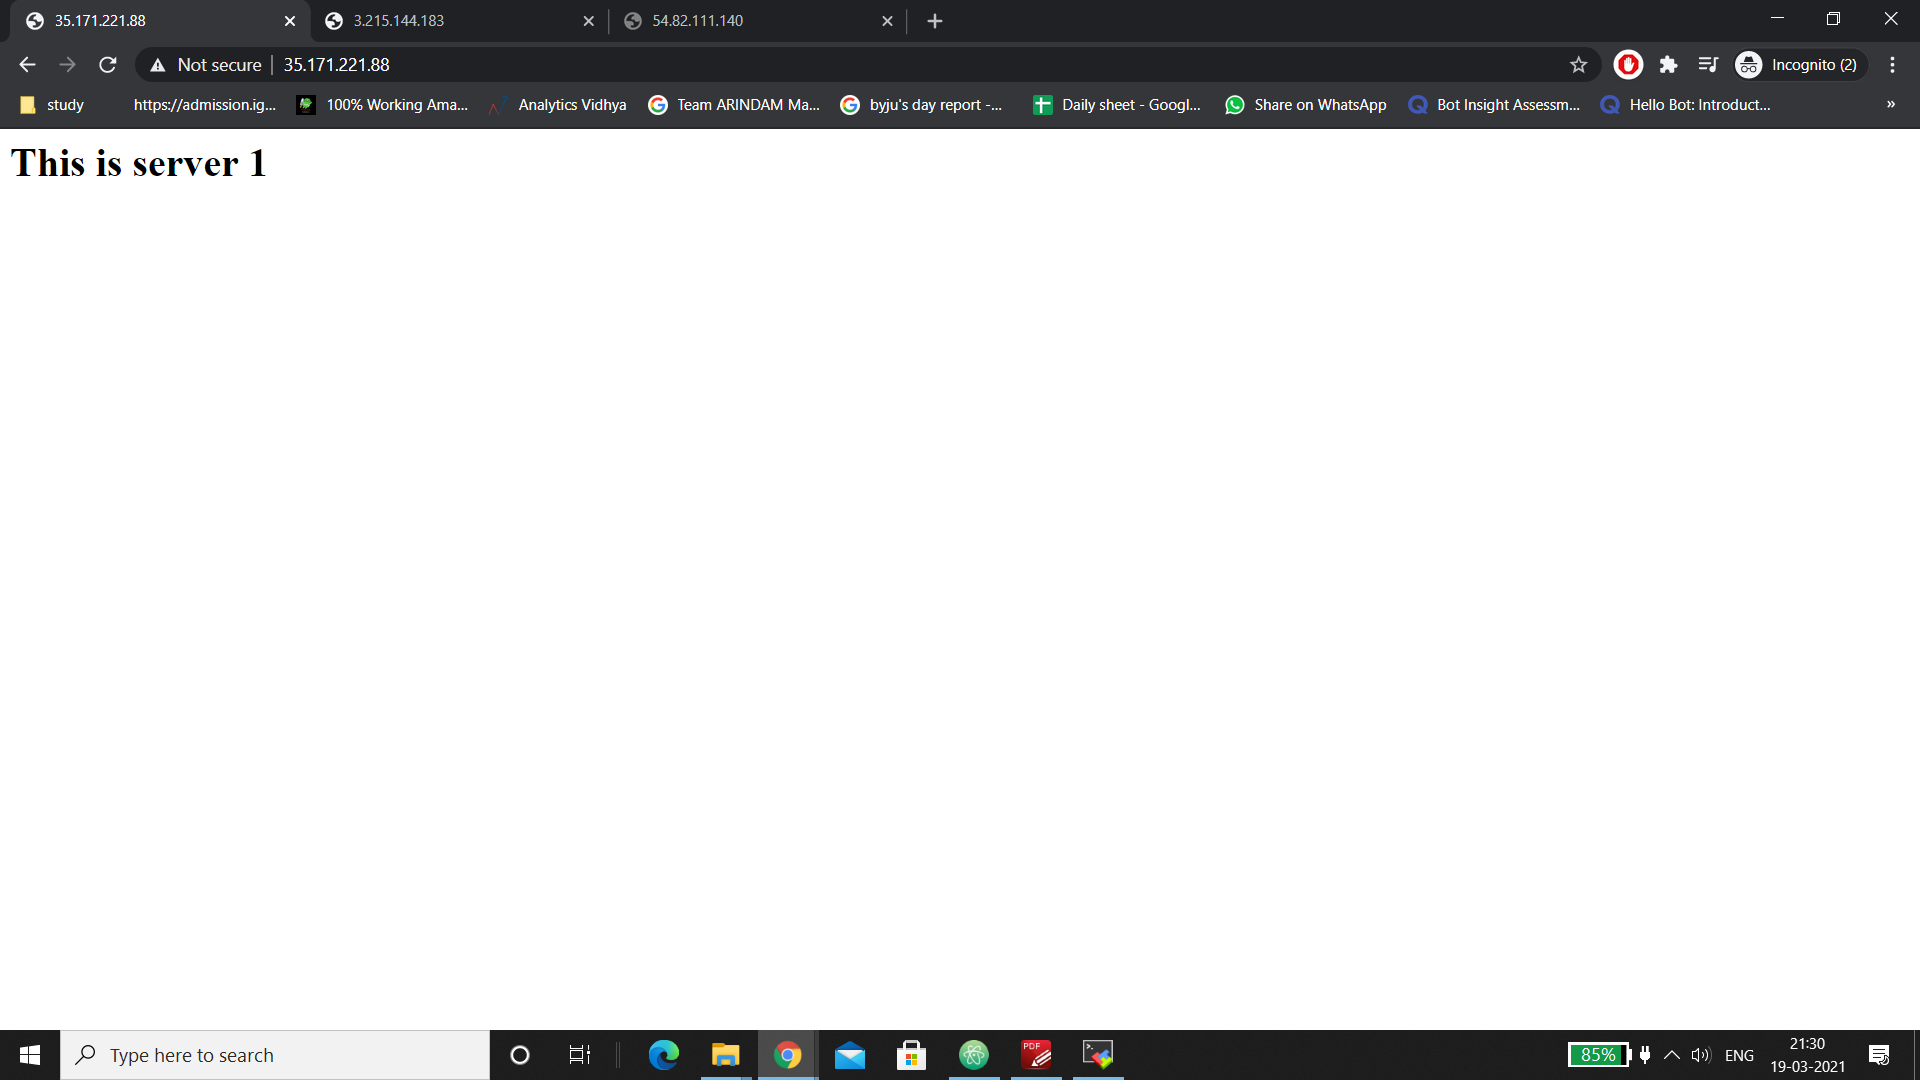 35.171.221.88
3.215.144.183
54.82.111.140
Not secure
35.171.221.88
Incognito (2)
study
https://admission.ig...
100% Working Ama...
Analytics Vidhya
Team ARINDAM Ma...
byju's day report -...
Daily sheet - Googl...
Share on WhatsApp
Bot Insight Assessm...
Hello Bot: Introduct...
»
This is server 1
Type here to search
PDF
85%
ENG
21:30
19-03-2021